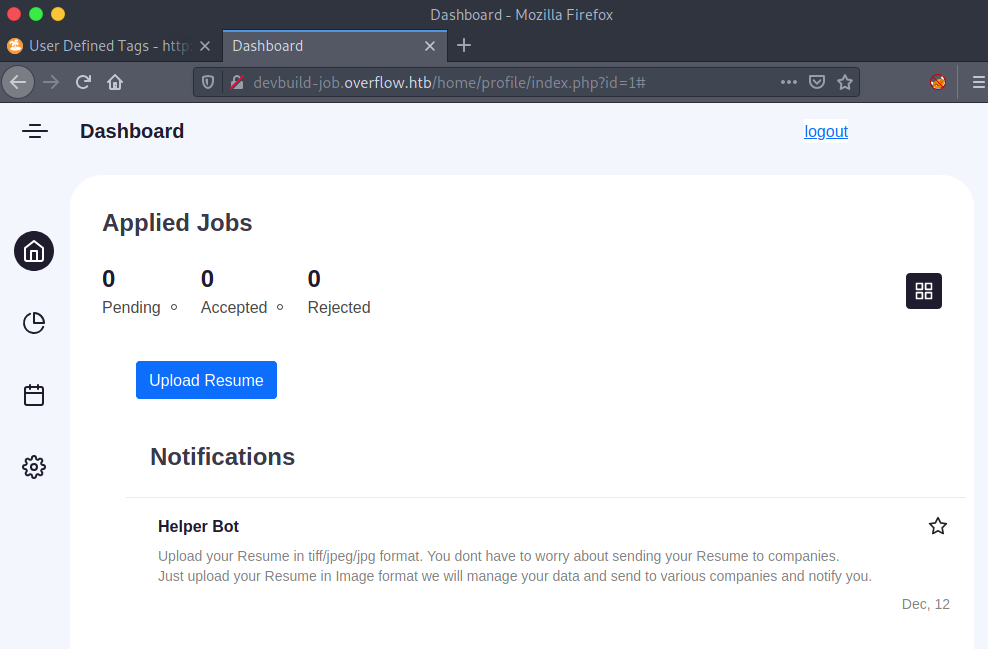 Dashboard - Mozilla Firefox
User Defined Tags - http
Dashboard
devbuild-job.overflow.htb/home/profile/index.php?id=1#
Dashboard
logout
Applied Jobs
0 0 0
Pending Accepted Rejected
Upload Resume
Notifications
Helper Bot
Upload your Resume in tiff/jpeg/jpg format. You dont have to worry about sending your Resume to companies.
Just upload your Resume in Image format we will manage your data and send to various companies and notify you.
Dec, 12